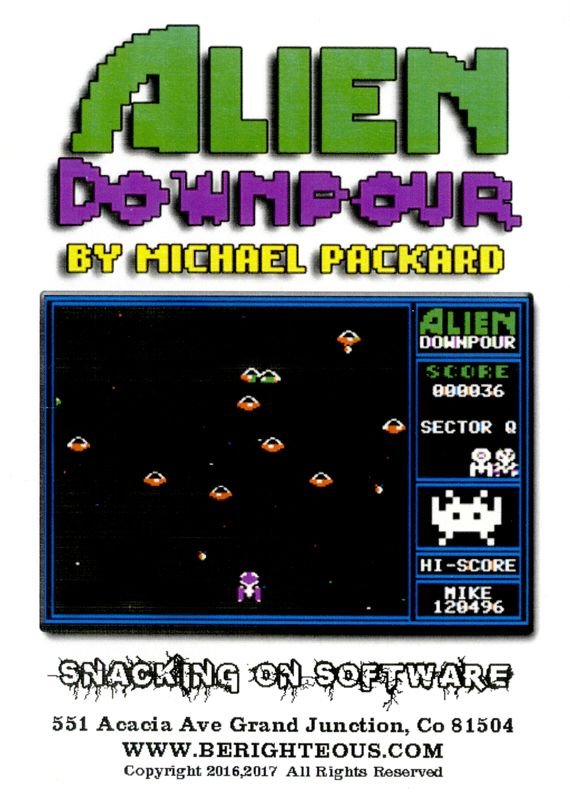 ALIEN
DOWNPOUR
BY MICHAEL PACKARD
ALIEN
DOWNPOUR
SCORE
000036
SECTOR Q
HI-SCORE
MIKE
120496
SNACKING ON SOFTWARE
551 Acacia Ave Grand Junction, Co 81504
WWW.BERIGHTEOUS.COM
Copyright 2016,2017 All Rights Reserved